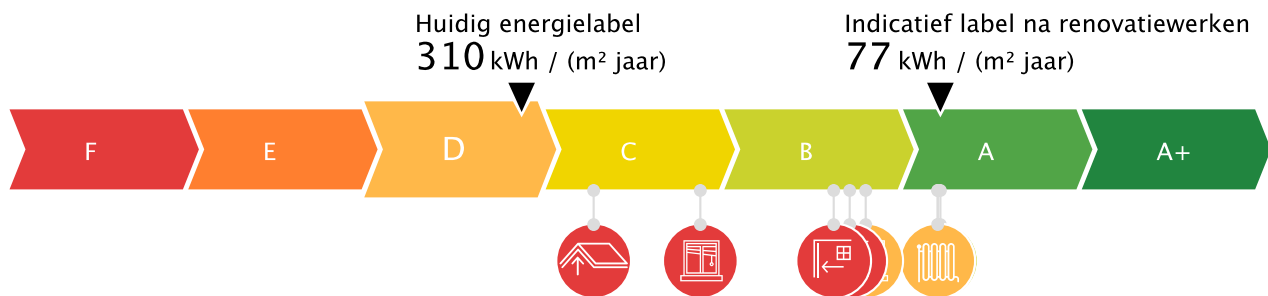 Huidig energielabel
310 kWh / (m² jaar)
Indicatief label na renovatiewerken
77 kWh / (m² jaar)
F E D C B A A+